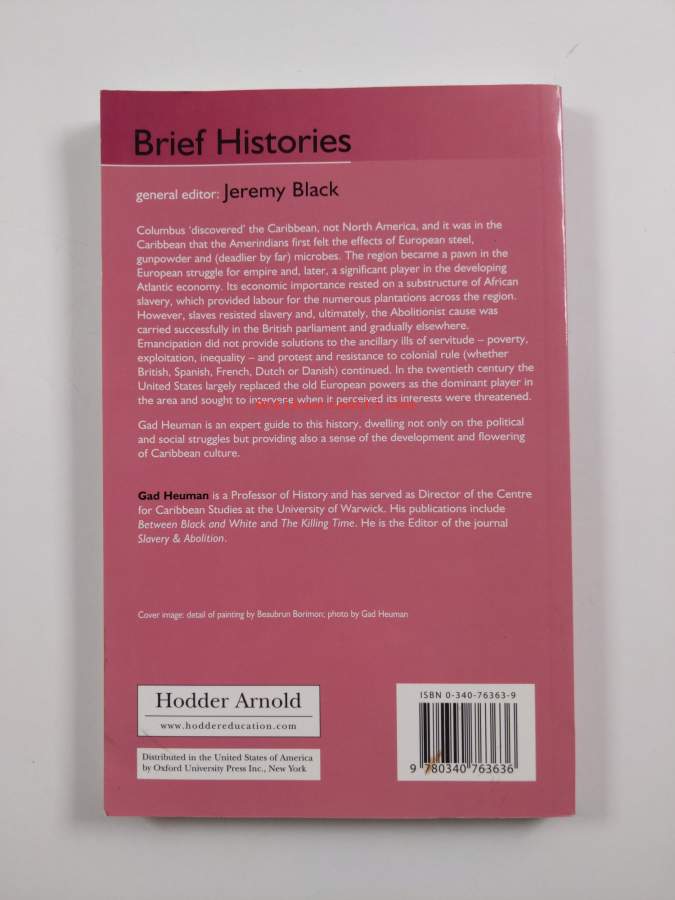 Brief Histories
general editor: Jeremy Black
Columbus 'discovered' the Caribbean, not North America, and it was in the
Caribbean that the Amerindians first felt the effects of European steel,
gunpowder and (deadlier by far) microbes. The region became a pawn in the
European struggle for empire and, later, a significant player in the developing
Atlantic economy. Its economic importance rested on a substructure of African
slavery, which provided labour for the numerous plantations across the region.
However, slaves resisted slavery and, ultimately, the Abolitionist cause was
carried successfully in the British parliament and gradually elsewhere.
Emancipation did not provide solutions to the ancillary ills of servitude – poverty,
exploitation, inequality – and protest and resistance to colonial rule (whether
British, Spanish, French, Dutch or Danish) continued. In the twentieth century the
United States largely replaced the old European powers as the dominant player in
the area and sought to intervene when it perceived its interests were threatened.
Gad Heuman is an expert guide to this history, dwelling not only on the political
and social struggles but providing also a sense of the development and flowering
of Caribbean culture.
Gad Heuman is a Professor of History and has served as Director of the Centre
for Caribbean Studies at the University of Warwick. His publications include
Between Black and White and The Killing Time. He is the Editor of the journal
Slavery & Abolition.
Cover image: detail of painting by Beaubrun Borimon; photo by Gad Heuman
Hodder Arnold
www.hoddereducation.com
Distributed in the United States of America
by Oxford University Press Inc., New York
ISBN 0-340-76363-9
9 780340 763636